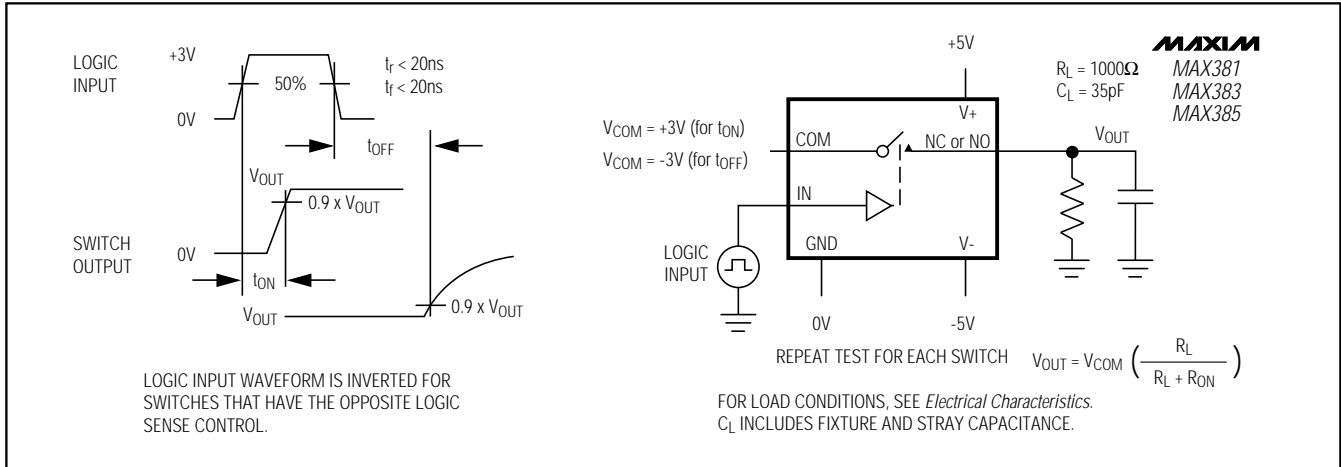 LOGIC
INPUT
+3V
0V
50%
tr < 20ns
tf < 20ns
tOFF
VOUT
0.9 x VOUT
SWITCH
OUTPUT
0V
tON
VOUT
0.9 x VOUT
LOGIC INPUT WAVEFORM IS INVERTED FOR
SWITCHES THAT HAVE THE OPPOSITE LOGIC
SENSE CONTROL.
+5V
MAXIM
MAX381
MAX383
MAX385
RL = 1000Ω
CL = 35pF
V+
VCOM = +3V (for tON)
VCOM = -3V (for tOFF)
COM
NC or NO
VOUT
IN
GND
V-
LOGIC
INPUT
0V
-5V
REPEAT TEST FOR EACH SWITCH
VOUT = VCOM ( RL / RL + RON )
FOR LOAD CONDITIONS, SEE Electrical Characteristics.
CL INCLUDES FIXTURE AND STRAY CAPACITANCE.